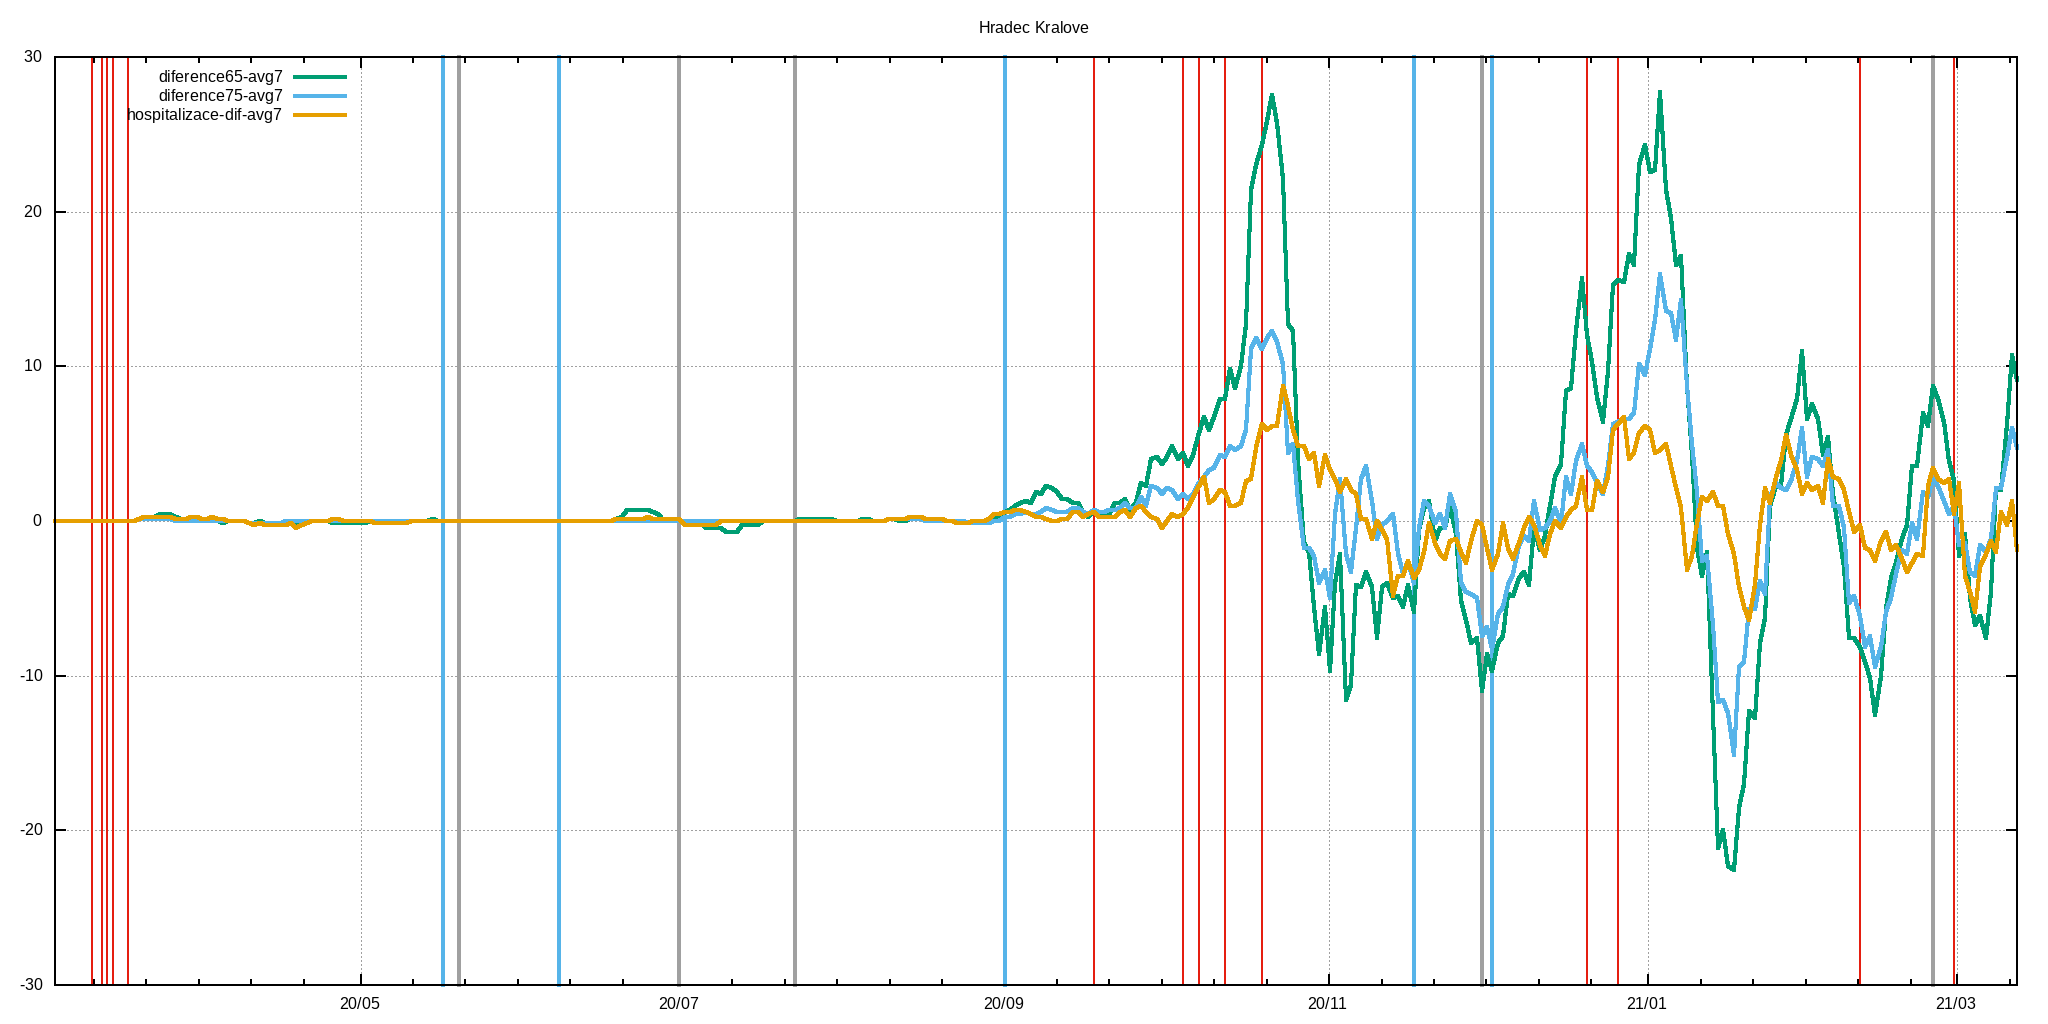 Hradec Kralove
30
diference65-avg7
diference75-avg7
hospitalizace-dif-avg7
20
10
0
-10
-20
-30
20/05 20/07 20/09 20/11 21/01 21/03